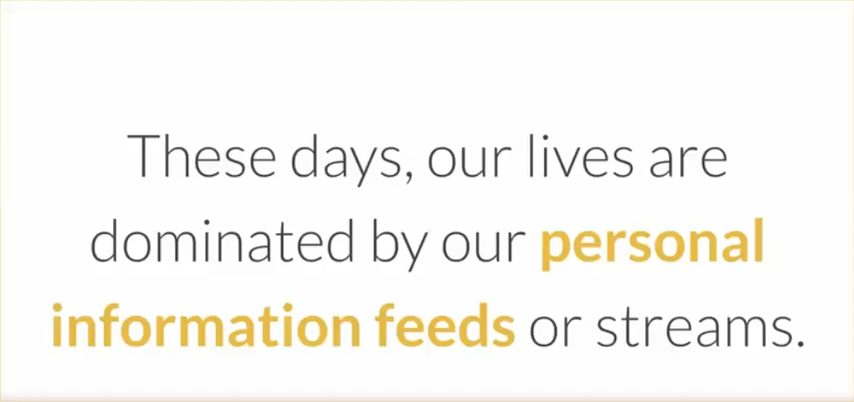 These days, our lives are
dominated by our personal
information feeds or streams.